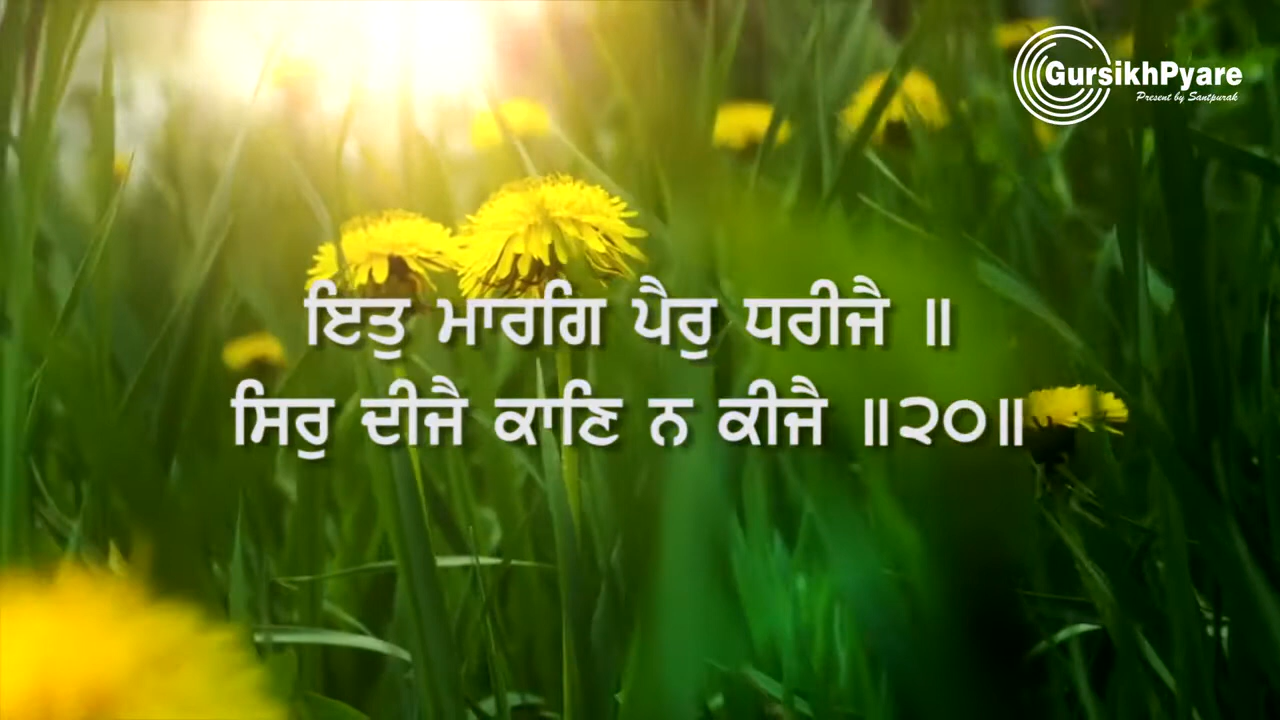 GursikhPyare
Present by Santpurak
ਇਤੁ ਮਾਰਗਿ ਪੈਰੁ ਧਰੀਜੈ ॥
ਸਿਰੁ ਦੀਜੈ ਕਾਣਿ ਨ ਕੀਜੈ ॥੨੦॥